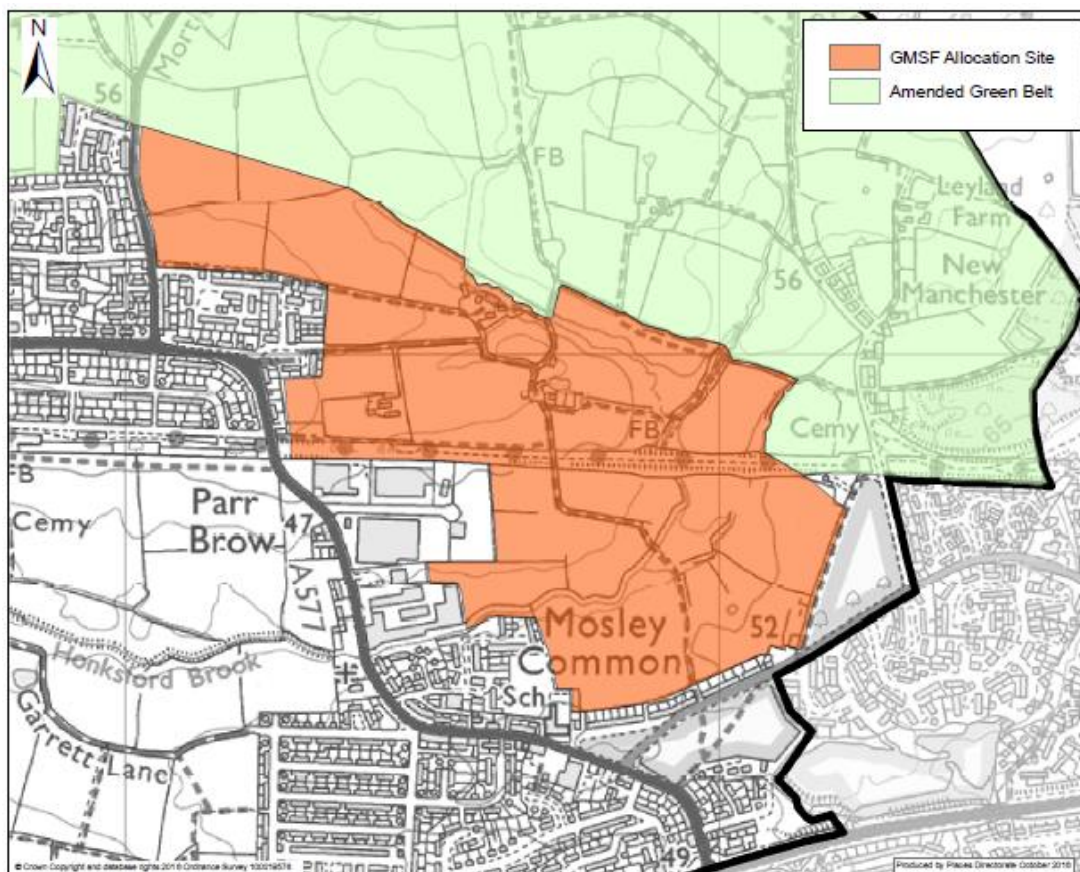 N
GMSF Allocation Site
Amended Green Belt
56
FB
Leyland
Farm
56
New
Manchester
Cemy
FB
65
B
Cemy
Parr
Brow
47
A577
Mosley
Common
52
Honksford Brook
Sch
Garrett Lane
49
© Crown Copyright and database rights 2016 Ordnance Survey 100019576
Produced by Places Directorate October 2016